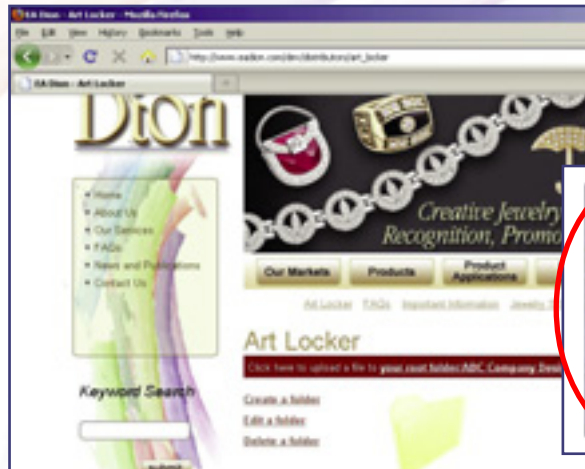 EA Dion - Art Locker - Mozilla Firefox
File Edit View History Bookmarks Tools Help
EA Dion - Art Locker
Dion
Home
About Us
Our Services
FAQs
News and Publications
Contact Us
Creative Jewelry
Recognition, Promo
Our Markets
Products
Product Applications
Art Locker FAQs Important Information Jewelry
Art Locker
Click here to upload a file to your root folder/ABC Company
Create a folder
Edit a folder
Delete a folder
Keyword Search
submit